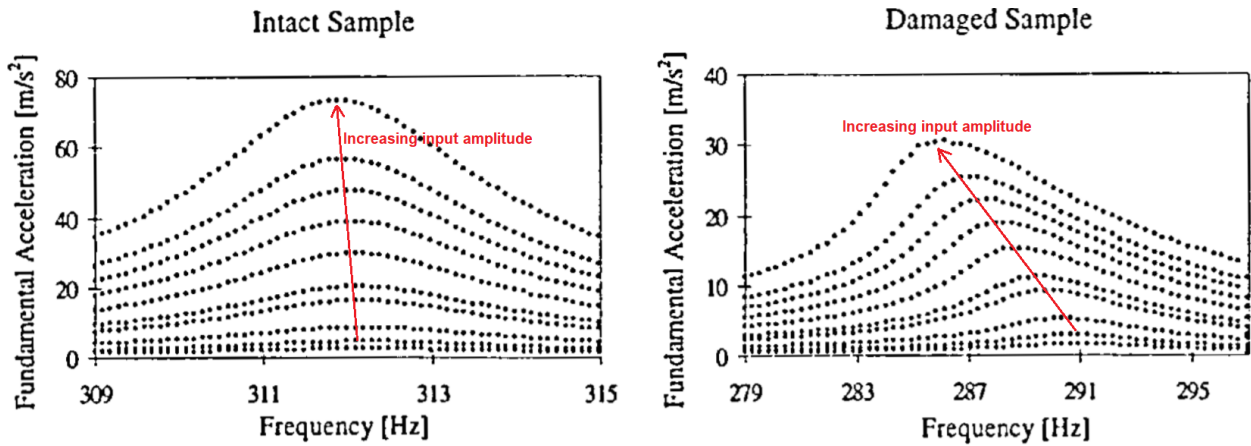 Intact Sample
Fundamental Acceleration [m/s²]
80
60
40
20
0
Increasing input amplitude
309 311 313 315
Frequency [Hz]
Damaged Sample
Fundamental Acceleration [m/s²]
40
30
20
10
0
Increasing input amplitude
279 283 287 291 295
Frequency [Hz]